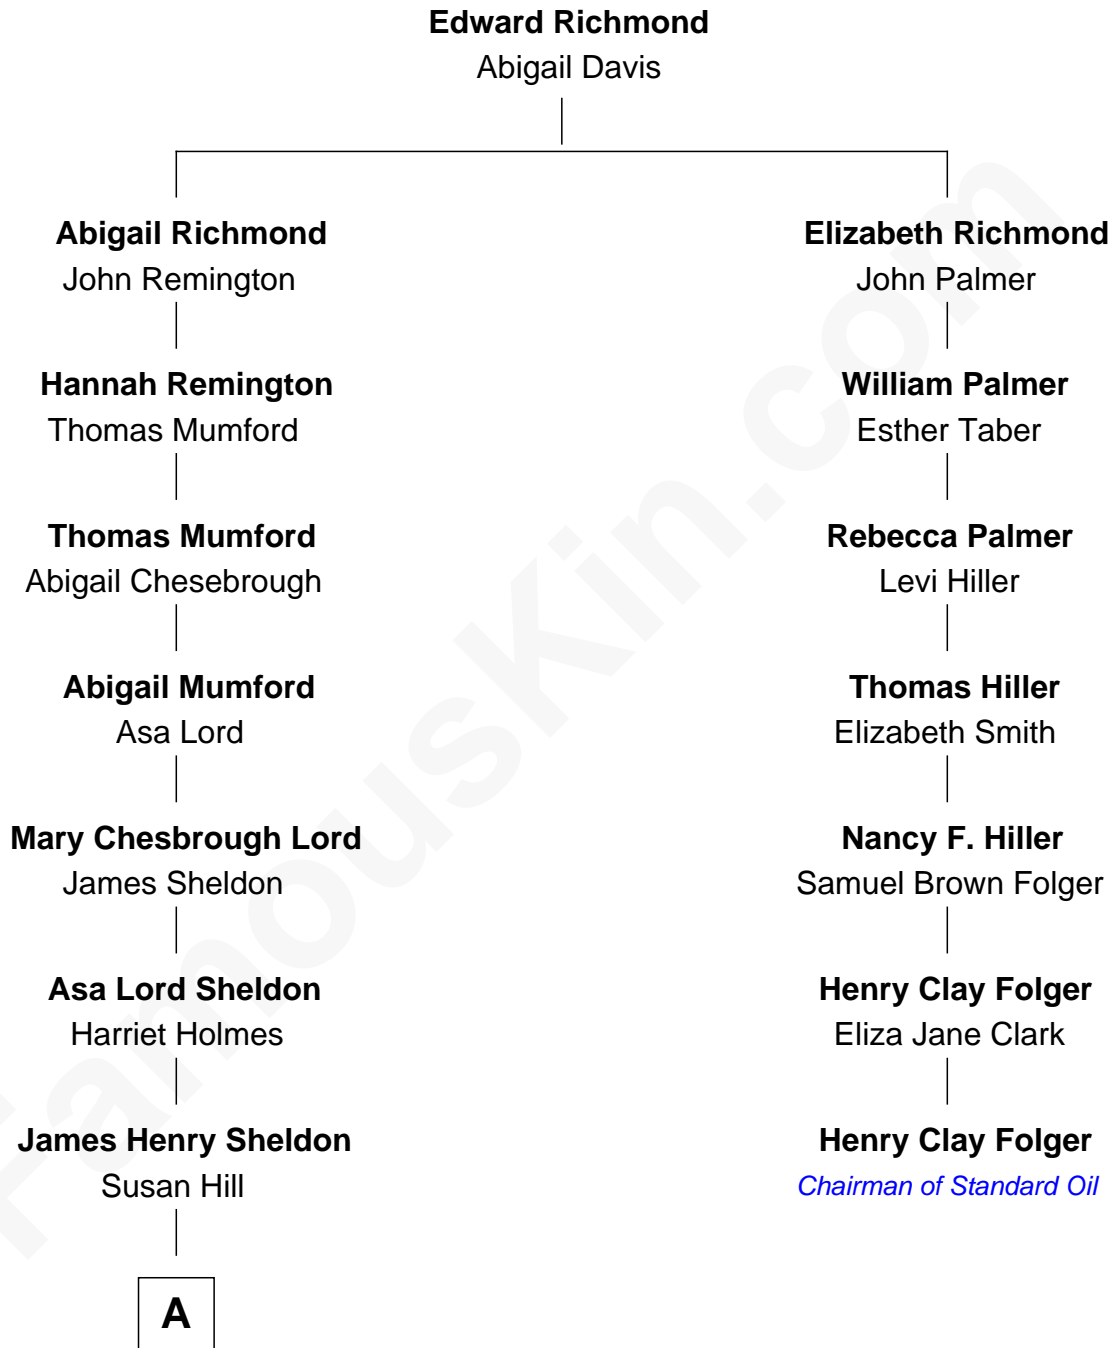 Edward Richmond
Abigail Davis
Abigail Richmond
John Remington
Hannah Remington
Thomas Mumford
Thomas Mumford
Abigail Chesebrough
Abigail Mumford
Asa Lord
Mary Chesbrough Lord
James Sheldon
Asa Lord Sheldon
Harriet Holmes
James Henry Sheldon
Susan Hill
A
Elizabeth Richmond
John Palmer
William Palmer
Esther Taber
Rebecca Palmer
Levi Hiller
Thomas Hiller
Elizabeth Smith
Nancy F. Hiller
Samuel Brown Folger
Henry Clay Folger
Eliza Jane Clark
Henry Clay Folger
Chairman of Standard Oil
FamousKin.com